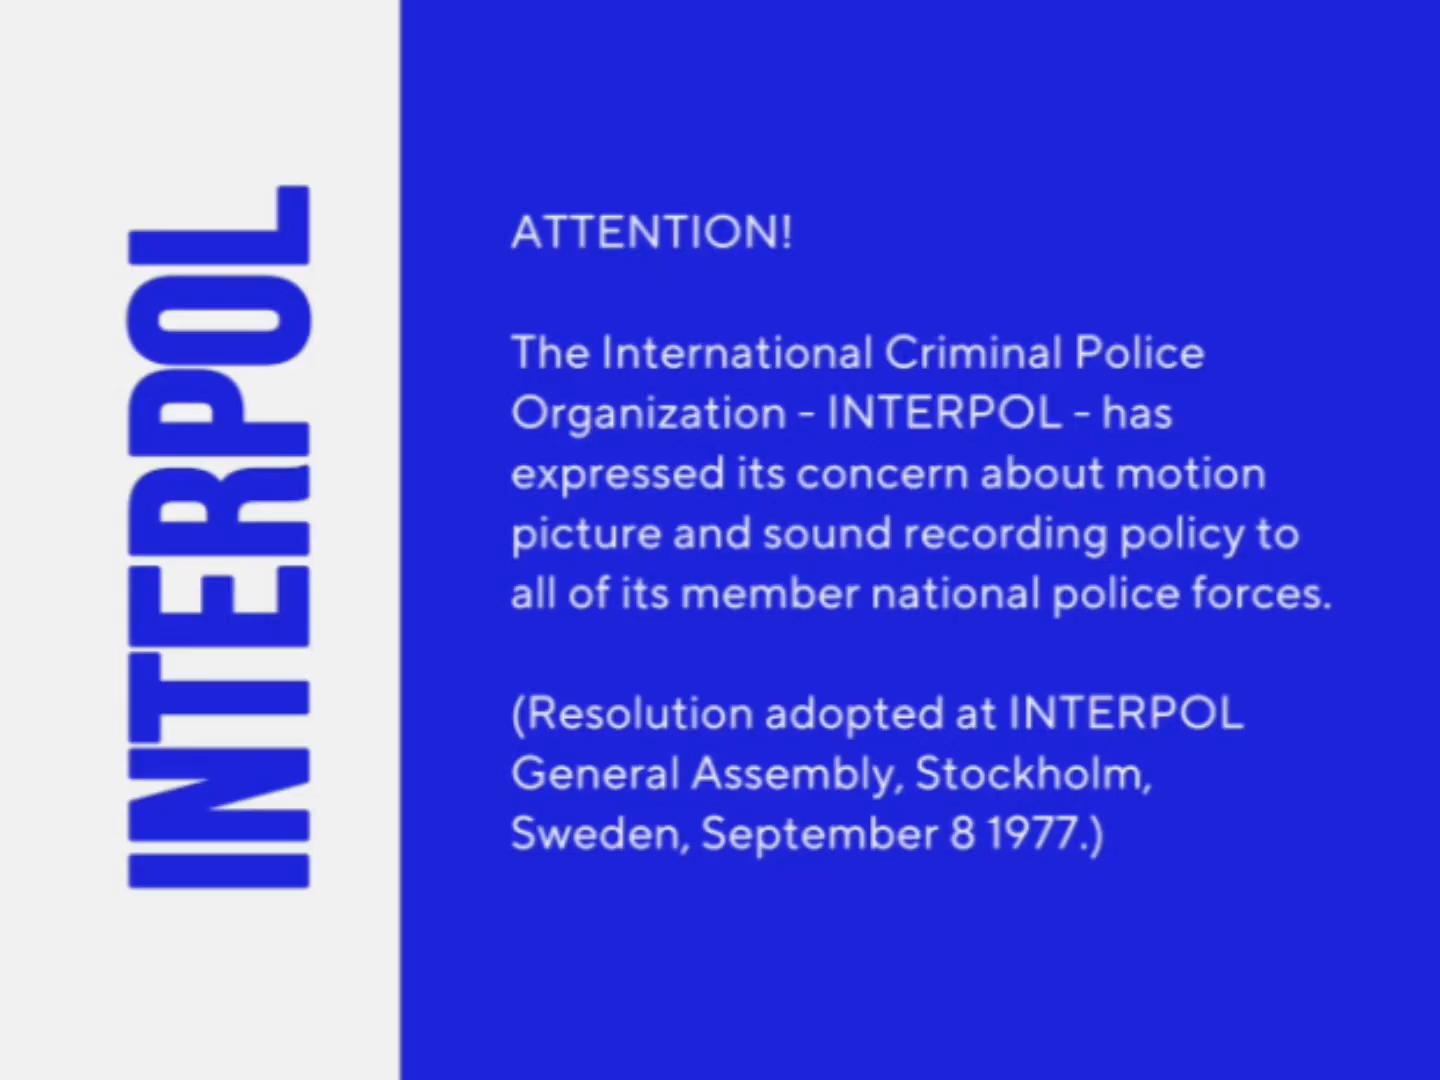 INTERPOL
ATTENTION!
The International Criminal Police
Organization - INTERPOL - has
expressed its concern about motion
picture and sound recording policy to
all of its member national police forces.
(Resolution adopted at INTERPOL
General Assembly, Stockholm,
Sweden, September 8 1977.)